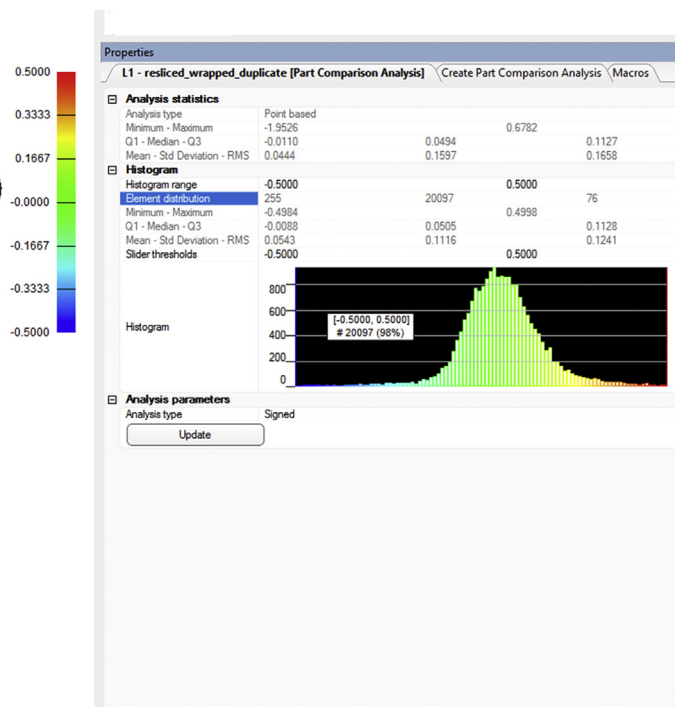 Properties
L1 - resliced_wrapped_duplicate [Part Comparison Analysis] Create Part Comparison Analysis Macros
Analysis statistics
Analysis type Point based
Minimum - Maximum -1.9526 0.6782
Q1 - Median - Q3 -0.0110 0.0494 0.1127
Mean - Std Deviation - RMS 0.0444 0.1597 0.1658
Histogram
Histogram range -0.5000 0.5000
Element distribution 255 20097 76
Minimum - Maximum -0.4984 0.4998
Q1 - Median - Q3 -0.0088 0.0505 0.1128
Mean - Std Deviation - RMS 0.0543 0.1116 0.1241
Slider thresholds -0.5000 0.5000
Histogram
800
600
400
200
0
[-0.5000, 0.5000]
# 20097 (98%)
Analysis parameters
Analysis type Signed
Update
0.5000
0.3333
0.1667
-0.0000
-0.1667
-0.3333
-0.5000